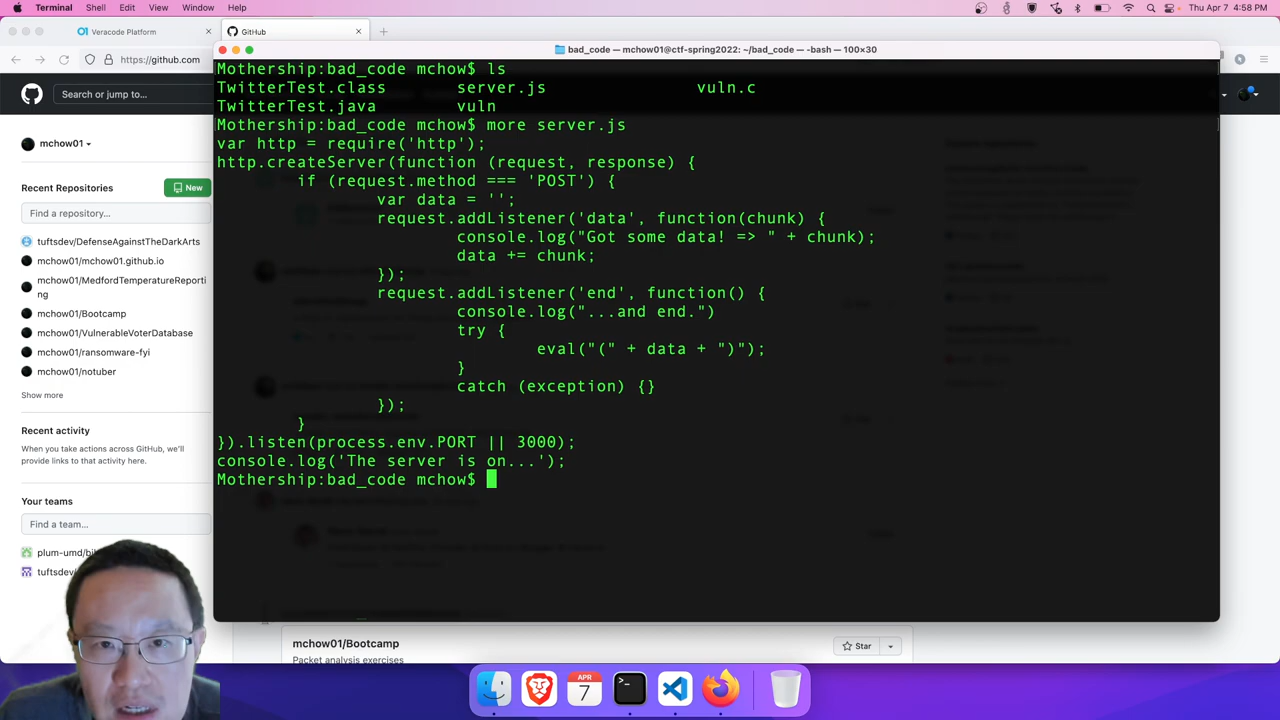 Terminal Shell Edit View Window Help Thu Apr 7 4:58 PM
Veracode Platform × GitHub × +
https://github.com
bad_code — mchow01@ctf-spring2022: ~/bad_code — -bash — 100×30
Search or jump to...
mchow01
Recent Repositories New
Find a repository...
tuftsdev/DefenseAgainstTheDarkArts
mchow01/mchow01.github.io
mchow01/MedfordTemperatureReporti
ng
mchow01/Bootcamp
mchow01/VulnerableVoterDatabase
mchow01/ransomware-fyi
mchow01/notuber
Show more
Recent activity
When you take actions across GitHub, we'll
provide links to that activity here.
Your teams
Find a team...
plum-umd/bi
tuftsdev/
Mothership:bad_code mchow$ ls
TwitterTest.class server.js vuln.c
TwitterTest.java vuln
Mothership:bad_code mchow$ more server.js
var http = require('http');
http.createServer(function (request, response) {
if (request.method === 'POST') {
var data = '';
request.addListener('data', function(chunk) {
console.log("Got some data! => " + chunk);
data += chunk;
});
request.addListener('end', function() {
console.log("...and end.")
try {
eval("(" + data + ")");
}
catch (exception) {}
});
}
}).listen(process.env.PORT || 3000);
console.log('The server is on...');
Mothership:bad_code mchow$
mchow01/Bootcamp
Packet analysis exercises
Star
APR
7